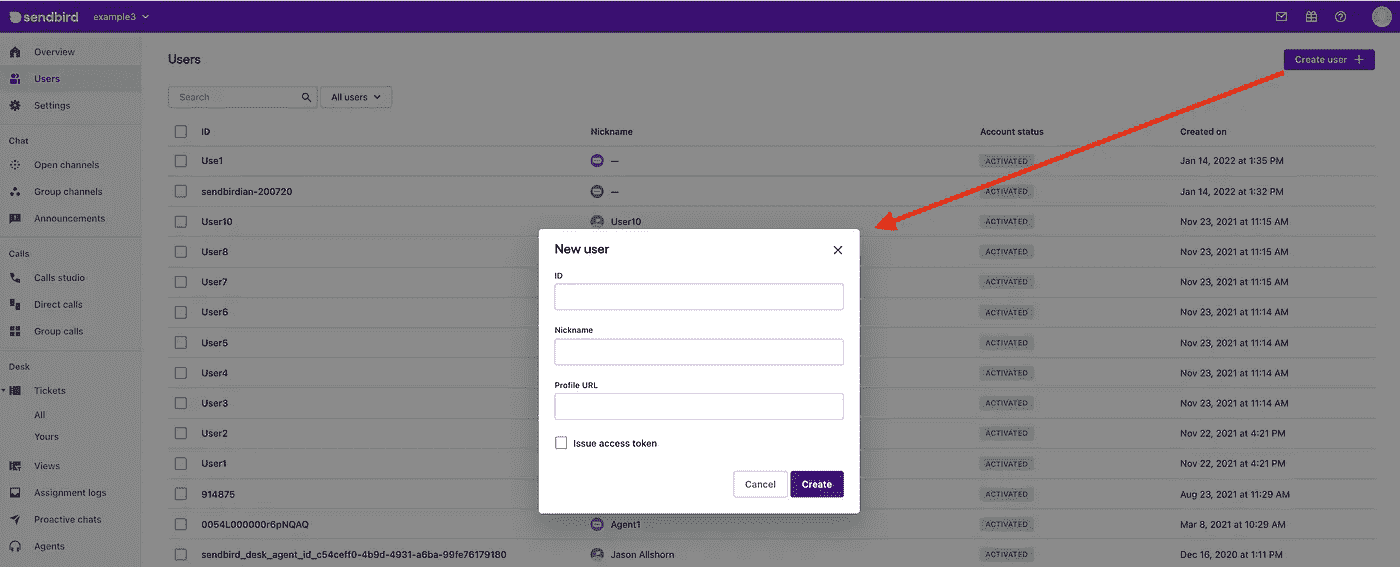 sendbird example3
Overview
Users
Settings
Chat
Open channels
Group channels
Announcements
Calls
Calls studio
Direct calls
Group calls
Desk
Tickets
All
Yours
Views
Assignment logs
Proactive chats
Agents
Users
Create user +
Search
All users
ID Nickname Account status Created on
Use1 — ACTIVATED Jan 14, 2022 at 1:35 PM
sendbirdian-200720 — ACTIVATED Jan 14, 2022 at 1:32 PM
User10 User10 ACTIVATED Nov 23, 2021 at 11:15 AM
User8 ACTIVATED Nov 23, 2021 at 11:15 AM
User7 ACTIVATED Nov 23, 2021 at 11:15 AM
User6 ACTIVATED Nov 23, 2021 at 11:14 AM
User5 ACTIVATED Nov 23, 2021 at 11:14 AM
User4 ACTIVATED Nov 23, 2021 at 11:14 AM
User3 ACTIVATED Nov 23, 2021 at 11:14 AM
User2 ACTIVATED Nov 22, 2021 at 4:21 PM
User1 ACTIVATED Nov 22, 2021 at 4:21 PM
914875 ACTIVATED Aug 23, 2021 at 11:29 AM
0054L000000r6pNQAQ Agent1 ACTIVATED Mar 8, 2021 at 10:29 AM
sendbird_desk_agent_id_c54ceff0-4b9d-4931-a6ba-99fe76179180 Jason Allshorn ACTIVATED Dec 16, 2020 at 1:11 PM
New user
ID
Nickname
Profile URL
Issue access token
Cancel Create